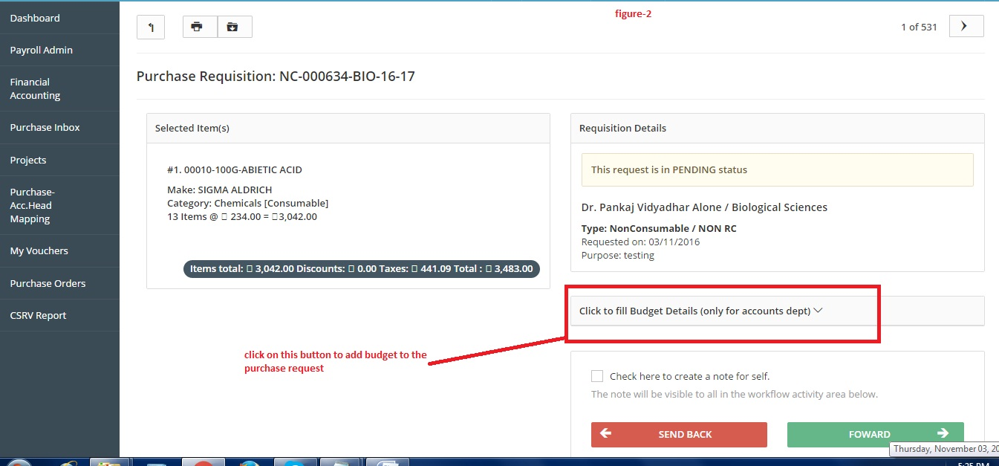 Dashboard
Payroll Admin
Financial
Accounting
Purchase Inbox
Projects
Purchase-
Acc.Head
Mapping
My Vouchers
Purchase Orders
CSRV Report
figure-2
1 of 531
Purchase Requisition: NC-000634-BIO-16-17
Selected Item(s)
#1. 00010-100G-ABIETIC ACID
Make: SIGMA ALDRICH
Category: Chemicals [Consumable]
13 Items @ ▯ 234.00 = ▯3,042.00
Items total: ▯ 3,042.00 Discounts: ▯ 0.00 Taxes: ▯ 441.09 Total : ▯ 3,483.00
Requisition Details
This request is in PENDING status
Dr. Pankaj Vidyadhar Alone / Biological Sciences
Type: NonConsumable / NON RC
Requested on: 03/11/2016
Purpose: testing
Click to fill Budget Details (only for accounts dept)
click on this button to add budget to the
purchase request
Check here to create a note for self.
The note will be visible to all in the workflow activity area below.
SEND BACK
FOWARD
Thursday, November 03, 20
5:25 PM